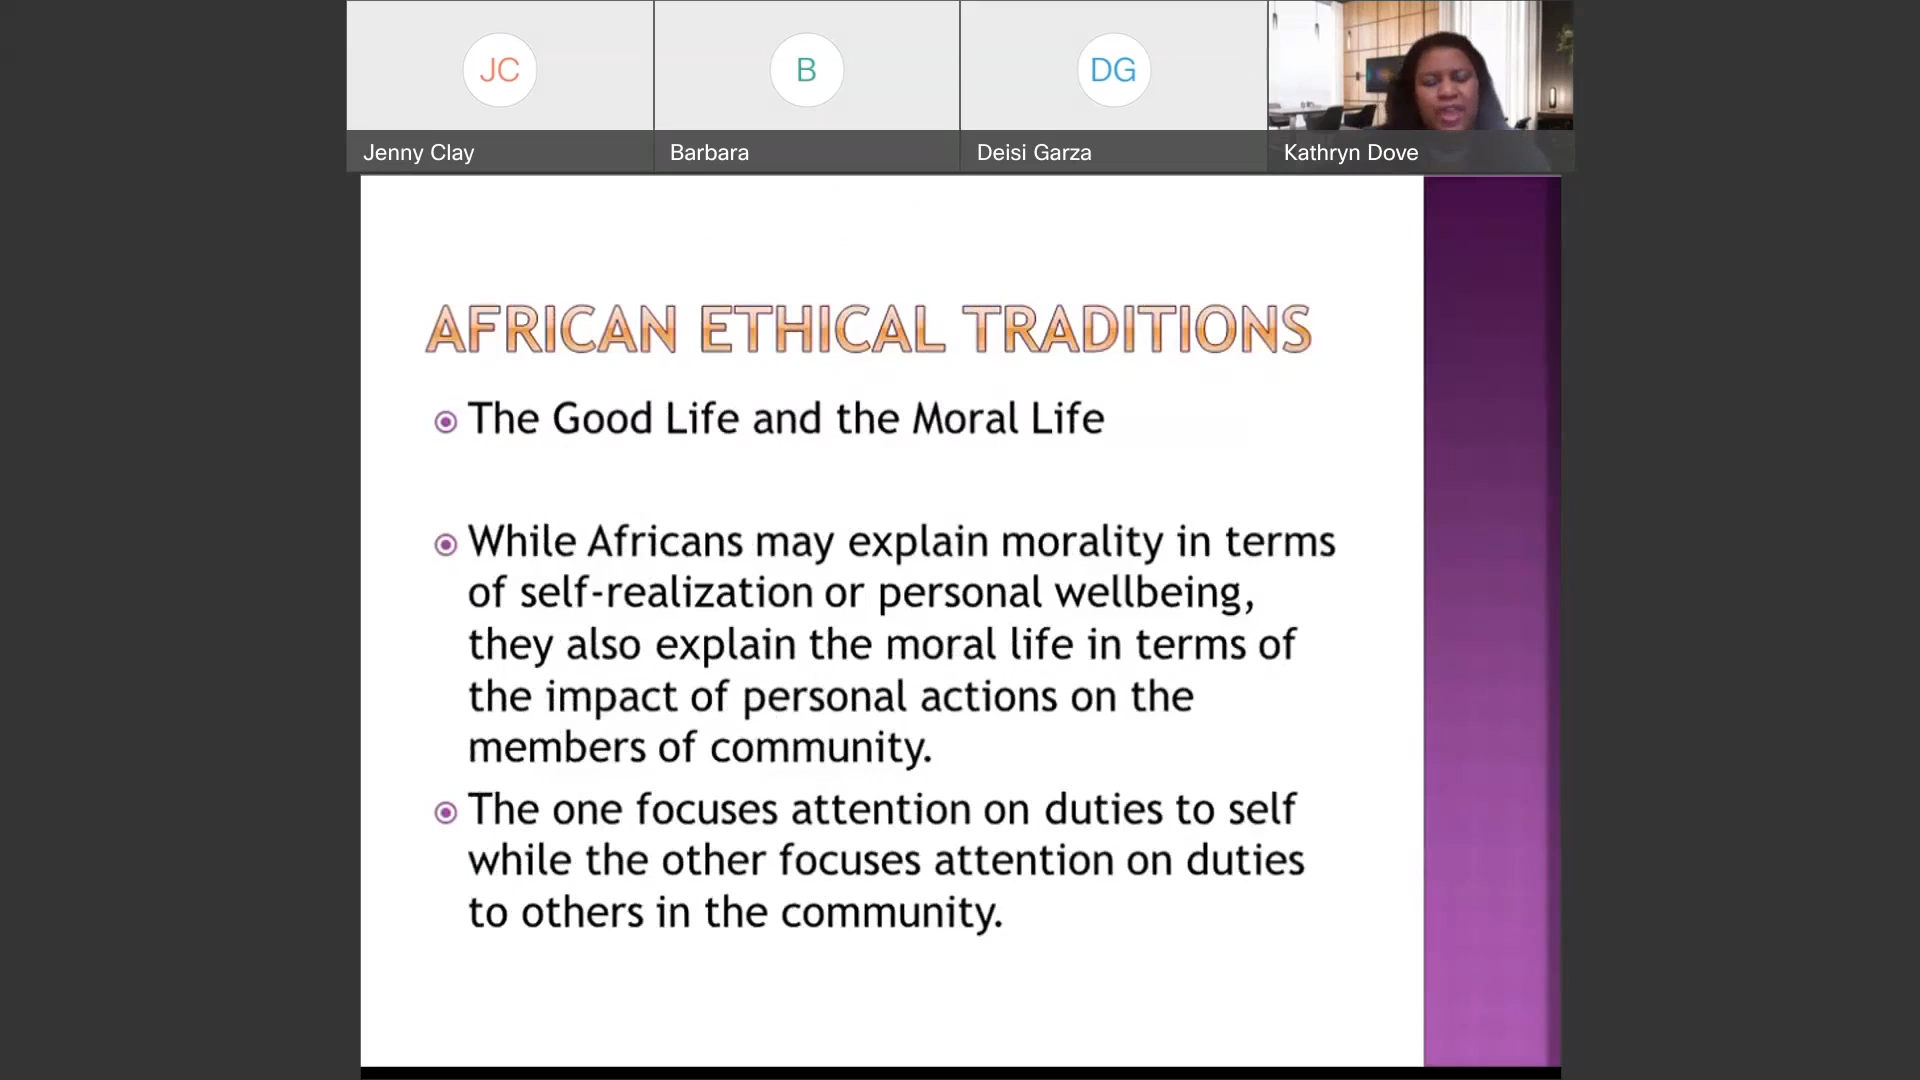 JC
B
DG
Jenny Clay
Barbara
Deisi Garza
Kathryn Dove
AFRICAN ETHICAL TRADITIONS
The Good Life and the Moral Life
While Africans may explain morality in terms
of self-realization or personal wellbeing,
they also explain the moral life in terms of
the impact of personal actions on the
members of community.
The one focuses attention on duties to self
while the other focuses attention on duties
to others in the community.